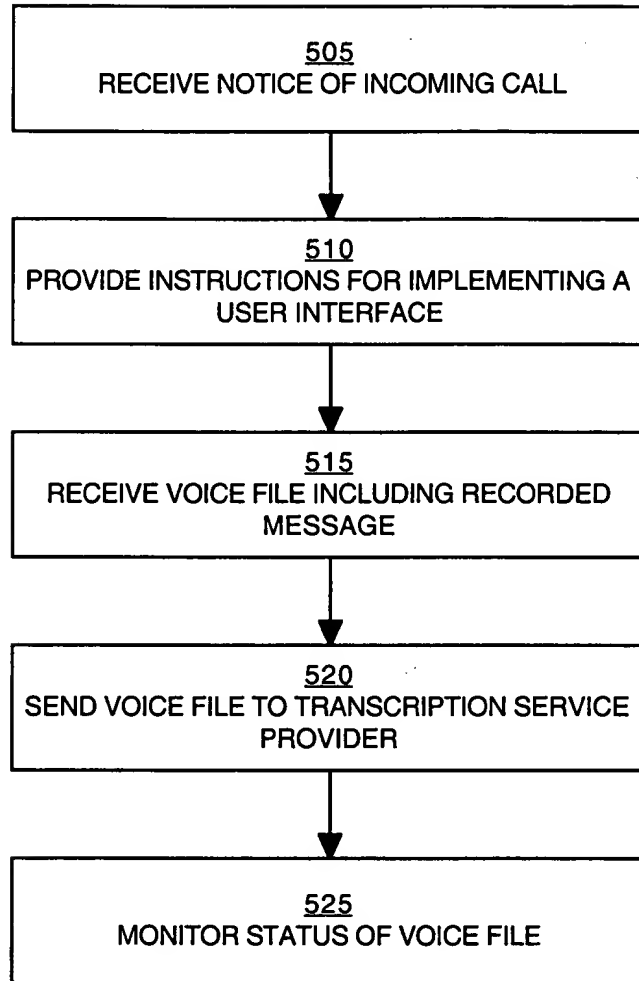 505
RECEIVE NOTICE OF INCOMING CALL
510
PROVIDE INSTRUCTIONS FOR IMPLEMENTING A
USER INTERFACE
515
RECEIVE VOICE FILE INCLUDING RECORDED
MESSAGE
520
SEND VOICE FILE TO TRANSCRIPTION SERVICE
PROVIDER
525
MONITOR STATUS OF VOICE FILE